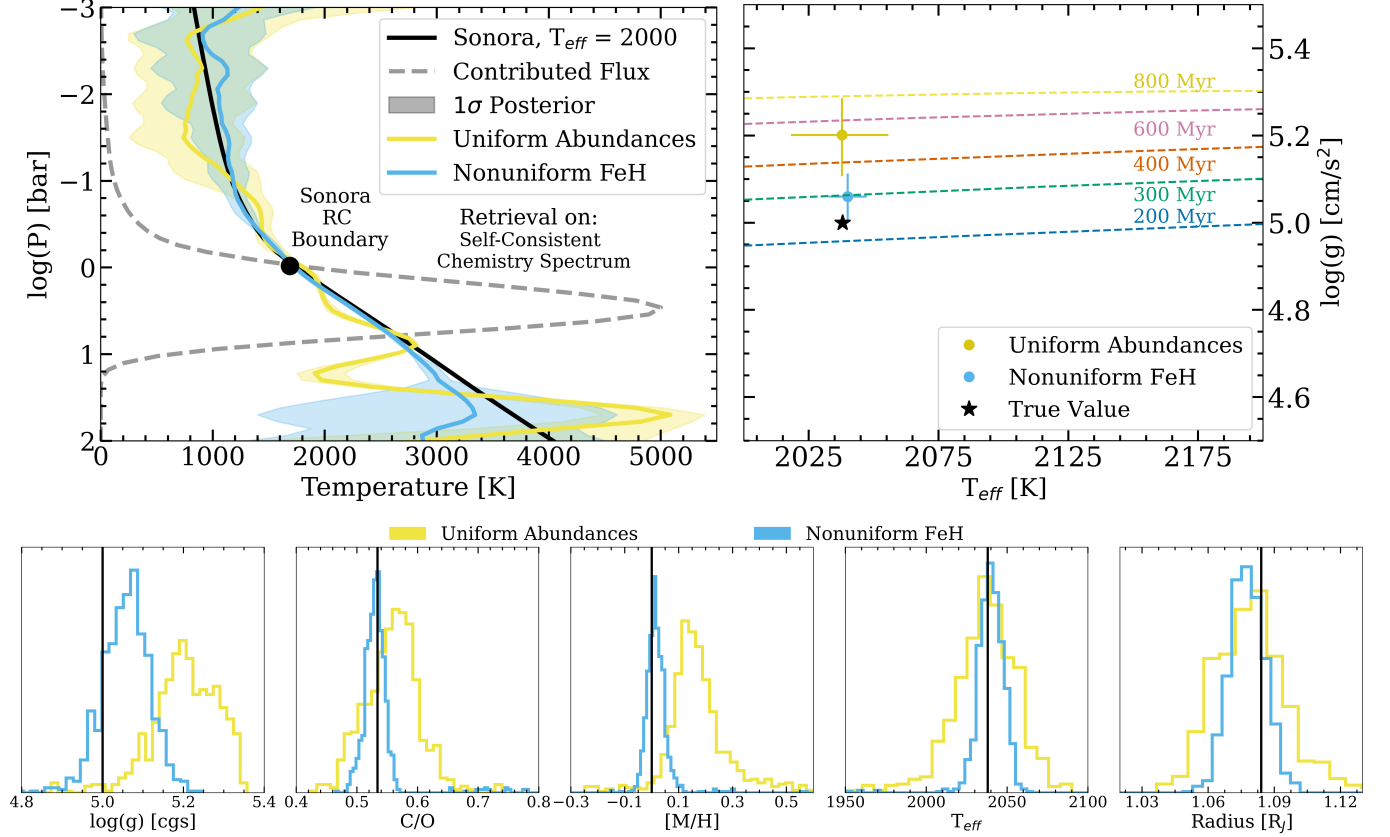 −3
−2
−1
0
1
2
log(P) [bar]
0
1000
2000
3000
4000
5000
Temperature [K]
Sonora, T_eff = 2000
Contributed Flux
1σ Posterior
Uniform Abundances
Nonuniform FeH
Sonora
RC
Boundary
Retrieval on:
Self-Consistent
Chemistry Spectrum
800 Myr
600 Myr
400 Myr
300 Myr
200 Myr
Uniform Abundances
Nonuniform FeH
True Value
5.4
5.2
5.0
4.8
4.6
log(g) [cm/s²]
2025
2075
2125
2175
T_eff [K]
Uniform Abundances
Nonuniform FeH
4.8
5.0
5.2
5.4
log(g) [cgs]
0.4
0.5
0.6
0.7
0.8
C/O
−0.3
−0.1
0.1
0.3
0.5
[M/H]
1950
2000
2050
2100
T_eff
1.03
1.06
1.09
1.12
Radius [R_J]